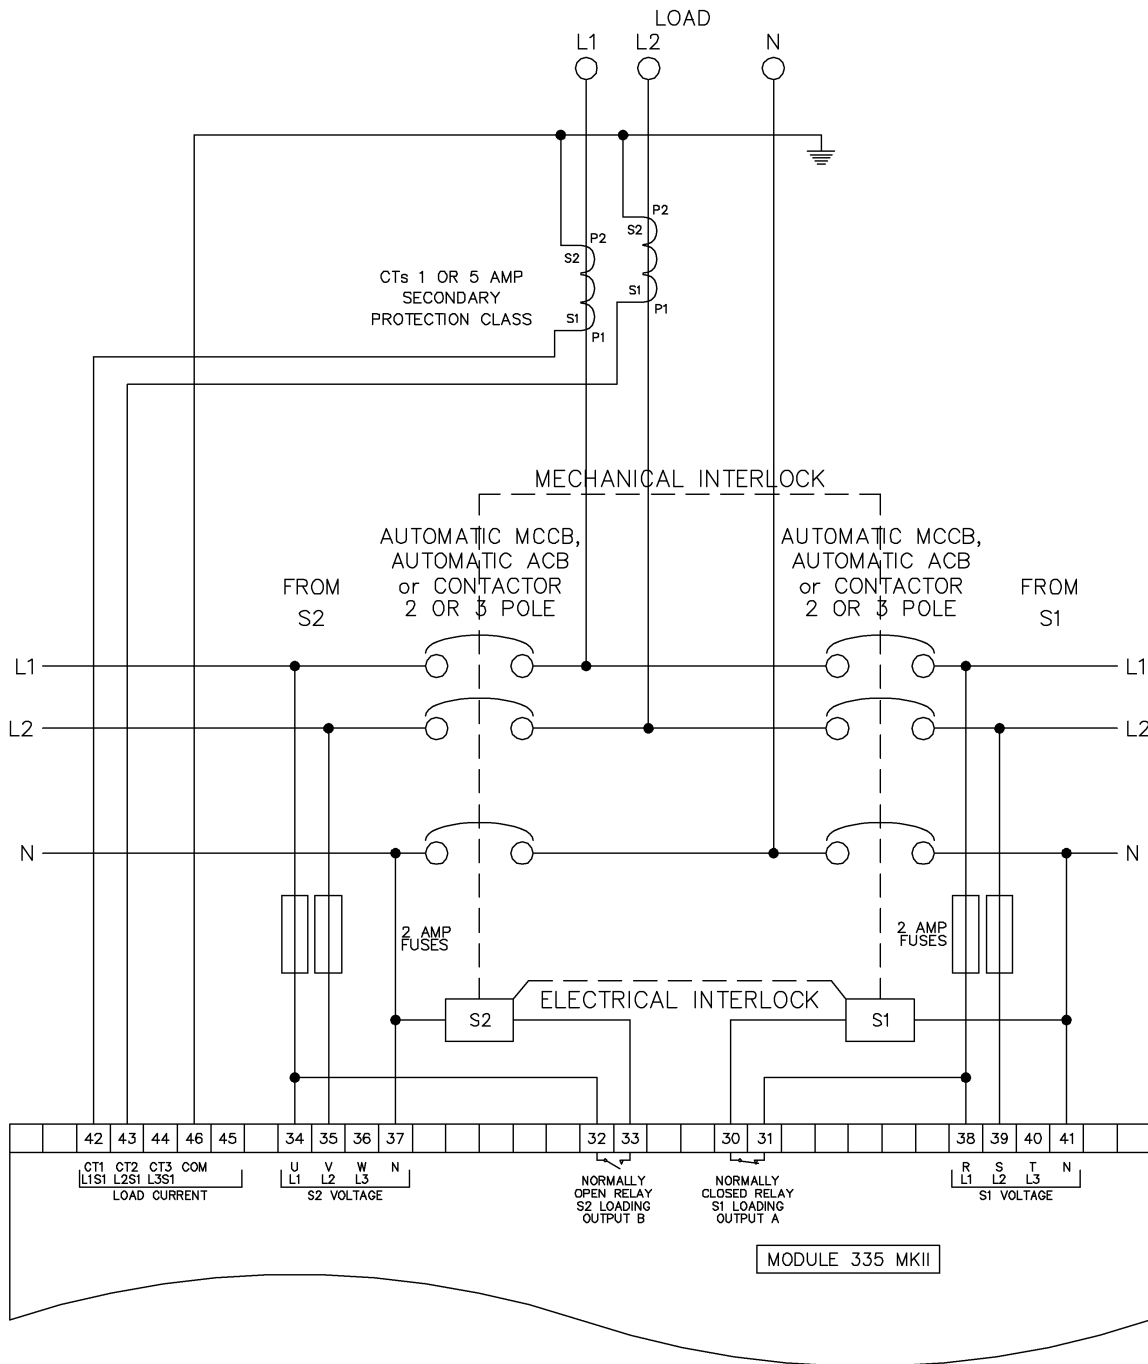 LOAD
L1 L2 N
P2
S2
P2
S2
S1
P1
S1
P1
CTs 1 OR 5 AMP
SECONDARY
PROTECTION CLASS
MECHANICAL INTERLOCK
AUTOMATIC MCCB,
AUTOMATIC ACB
or CONTACTOR
2 OR 3 POLE
AUTOMATIC MCCB,
AUTOMATIC ACB
or CONTACTOR
2 OR 3 POLE
FROM
S2
FROM
S1
L1 L1
L2 L2
N N
2 AMP
FUSES
2 AMP
FUSES
ELECTRICAL INTERLOCK
S2 S1
42 43 44 46 45 34 35 36 37 32 33 30 31 38 39 40 41
CT1 CT2 CT3 COM
L1S1 L2S1 L3S1
LOAD CURRENT
U V W N
L1 L2 L3
S2 VOLTAGE
NORMALLY
OPEN RELAY
S2 LOADING
OUTPUT B
NORMALLY
CLOSED RELAY
S1 LOADING
OUTPUT A
R S T N
L1 L2 L3
S1 VOLTAGE
MODULE 335 MKII